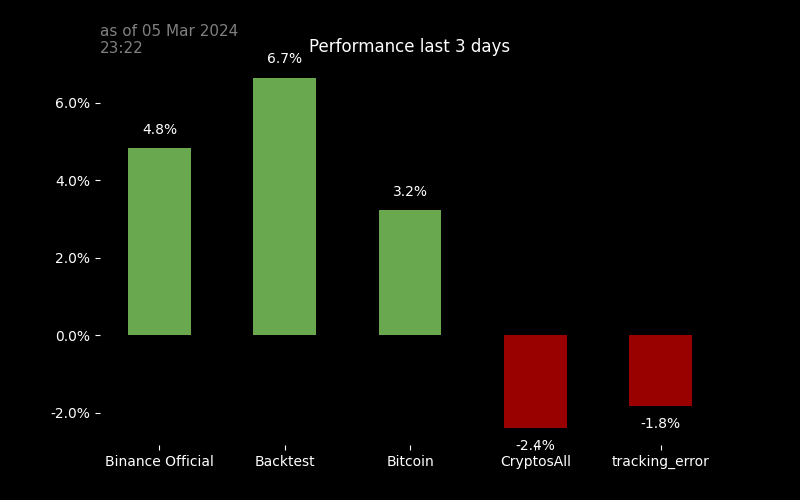 as of 05 Mar 2024
23:22
Performance last 3 days
6.7%
6.0%
4.8%
4.0%
3.2%
2.0%
0.0%
-2.0%
-1.8%
-2.4%
Binance Official
Backtest
Bitcoin
CryptosAll
tracking_error